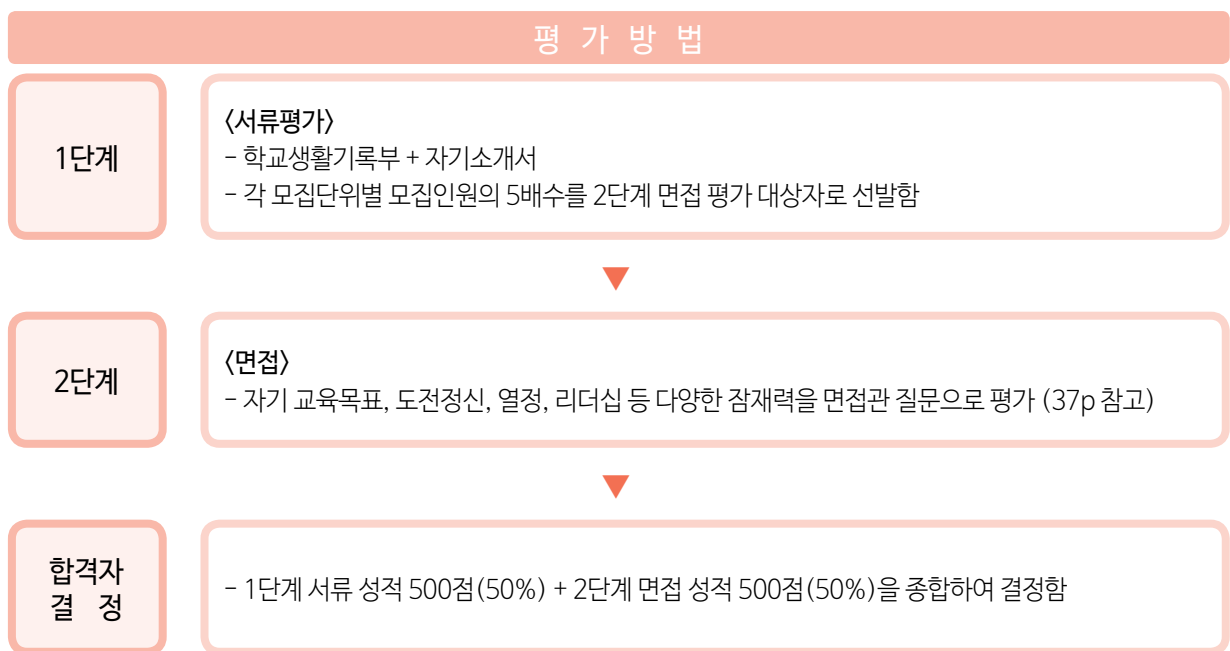 평 가 방 법
1단계
〈서류평가〉
- 학교생활기록부 + 자기소개서
- 각 모집단위별 모집인원의 5배수를 2단계 면접 평가 대상자로 선발함
2단계
〈면접〉
- 자기 교육목표, 도전정신, 열정, 리더십 등 다양한 잠재력을 면접관 질문으로 평가 (37p 참고)
합격자
결 정
- 1단계 서류 성적 500점(50%) + 2단계 면접 성적 500점(50%)을 종합하여 결정함